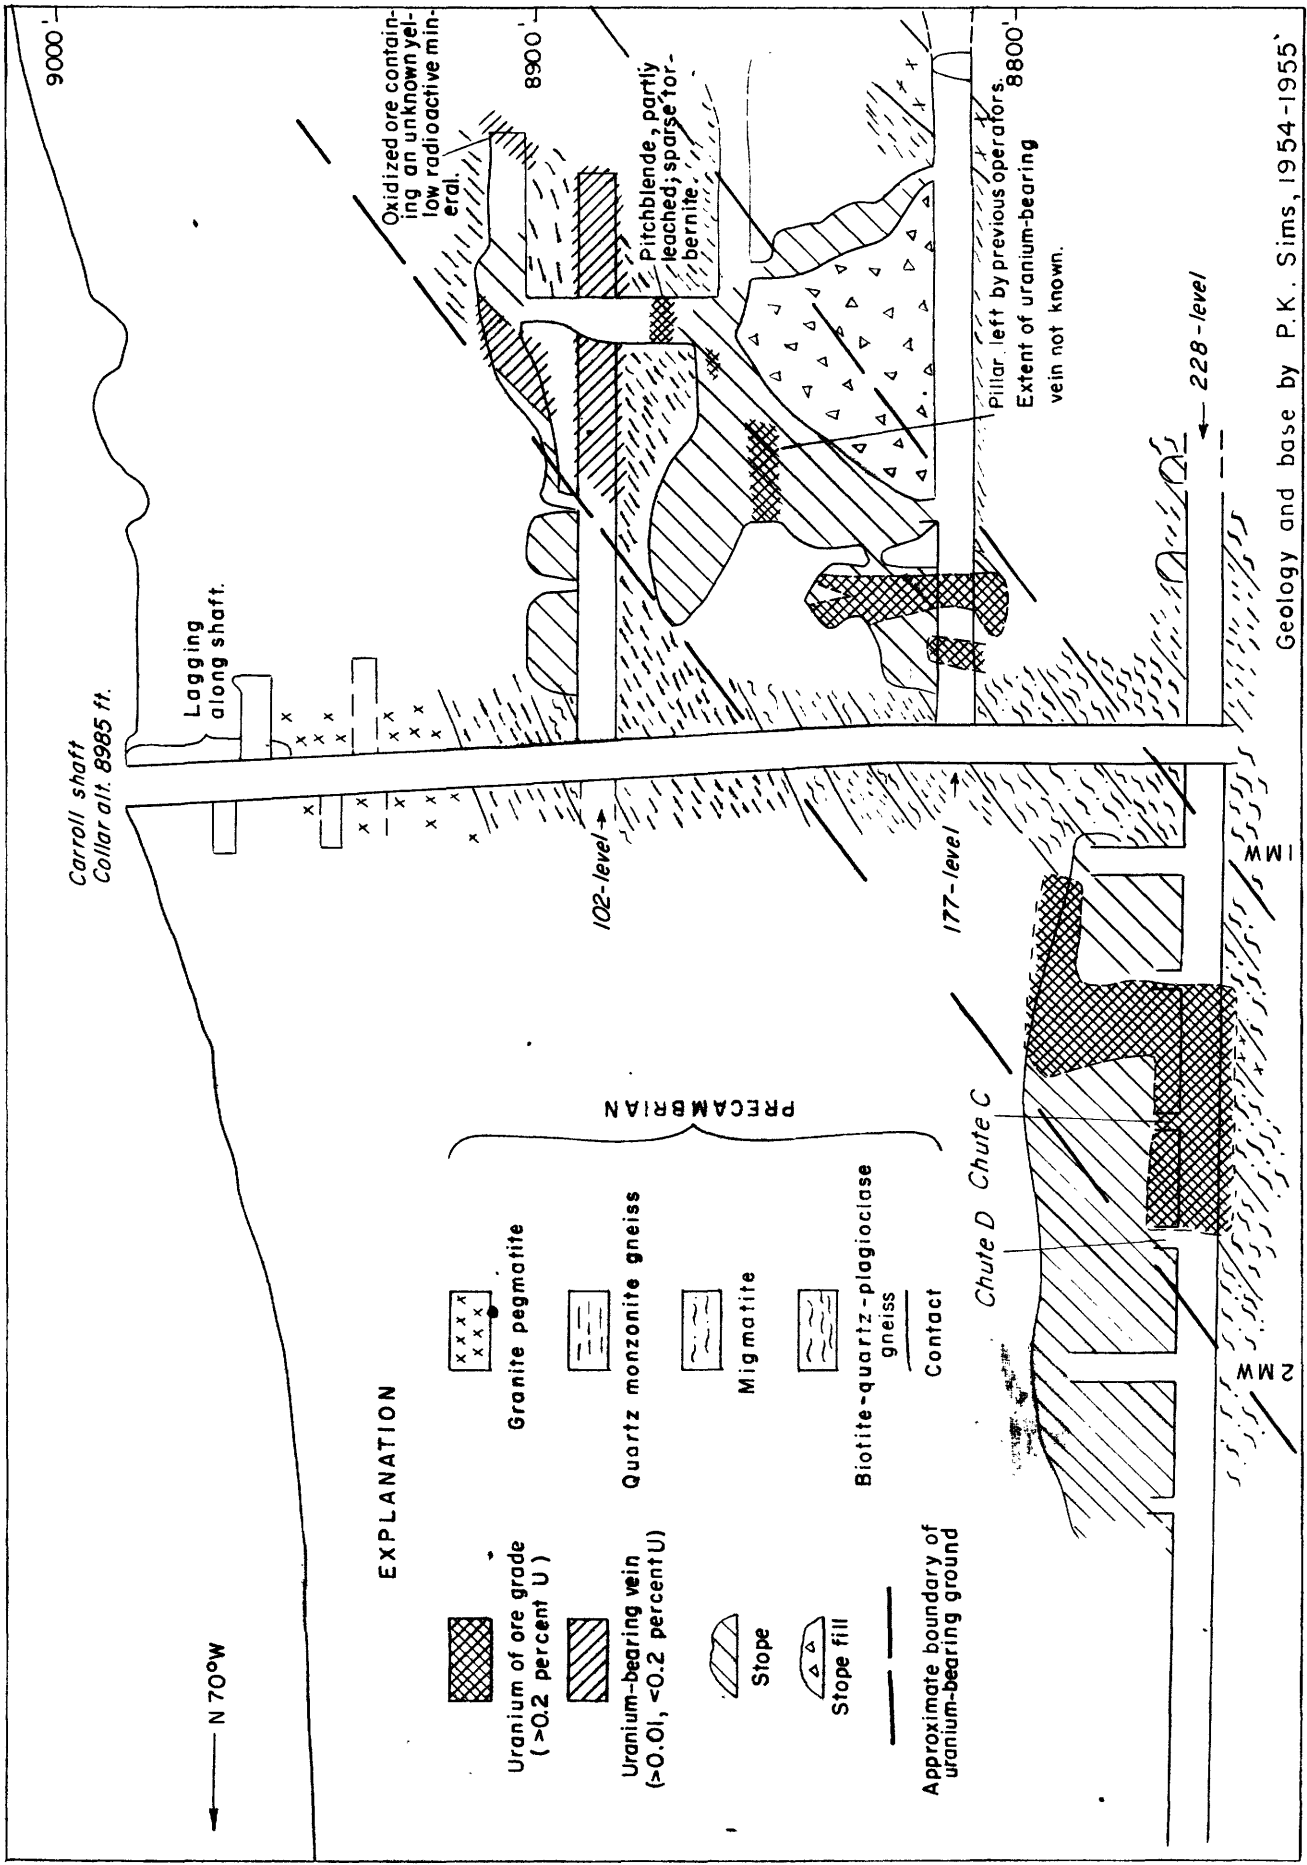 9000'
8900'
8800'
Carroll shaft
Collar alt. 8985 ft.
Lagging
along shaft.
Oxidized ore contain-
ing an unknown yel-
low radioactive min-
eral.
Pitchblende, partly
leached; sparse tor-
bernite.
Pillar left by previous operators.
Extent of uranium-bearing
vein not known.
102-level
177-level
228-level
N 70°W
EXPLANATION
Uranium of ore grade
(>0.2 percent U)
Uranium-bearing vein
(>0.01, <0.2 percent U)
Stope
Stope fill
Approximate boundary of
uranium-bearing ground
Granite pegmatite
Quartz monzonite gneiss
Migmatite
Biotite-quartz-plagioclase
gneiss
Contact
PRECAMBRIAN
Chute D Chute C
2 MW
1 MW
Geology and base by P. K. Sims, 1954-1955